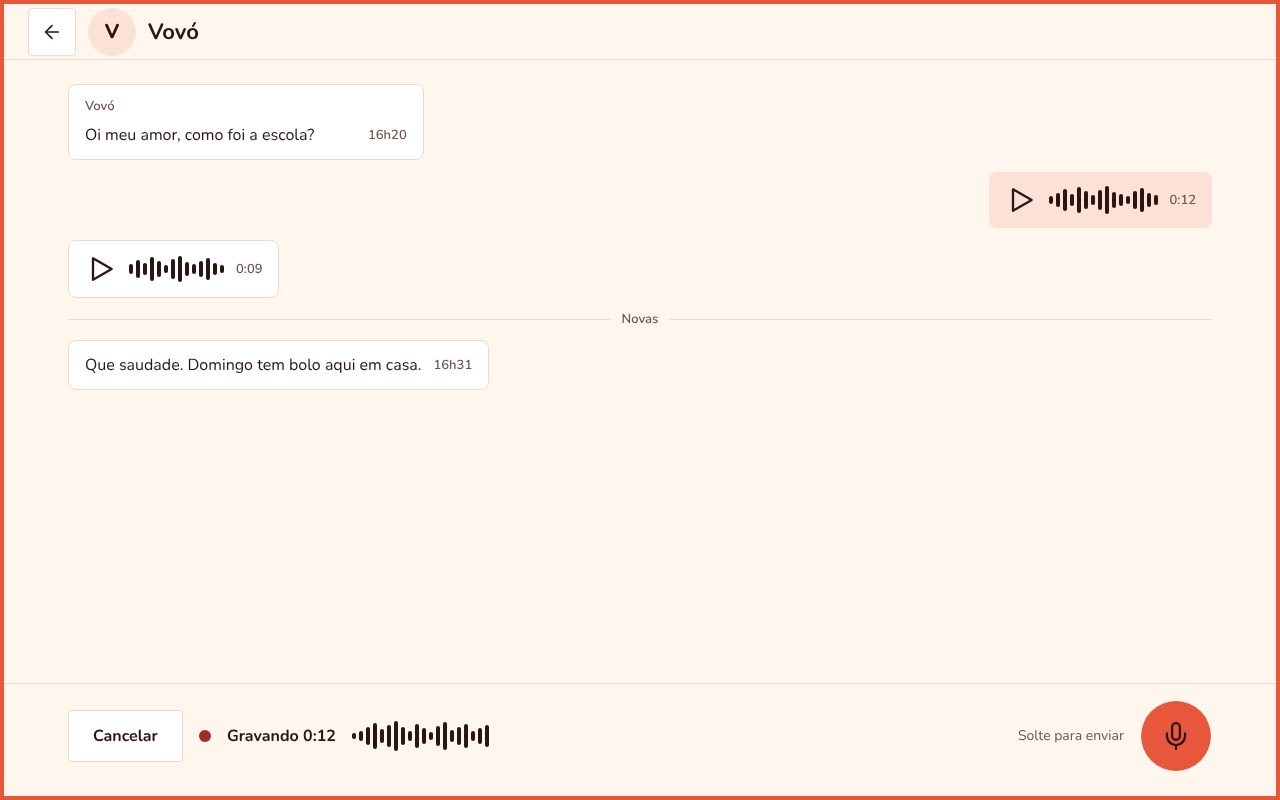 V Vovó
Vovó
Oi meu amor, como foi a escola? 16h20
0:12
0:09
Novas
Que saudade. Domingo tem bolo aqui em casa. 16h31
Cancelar Gravando 0:12 Solte para enviar